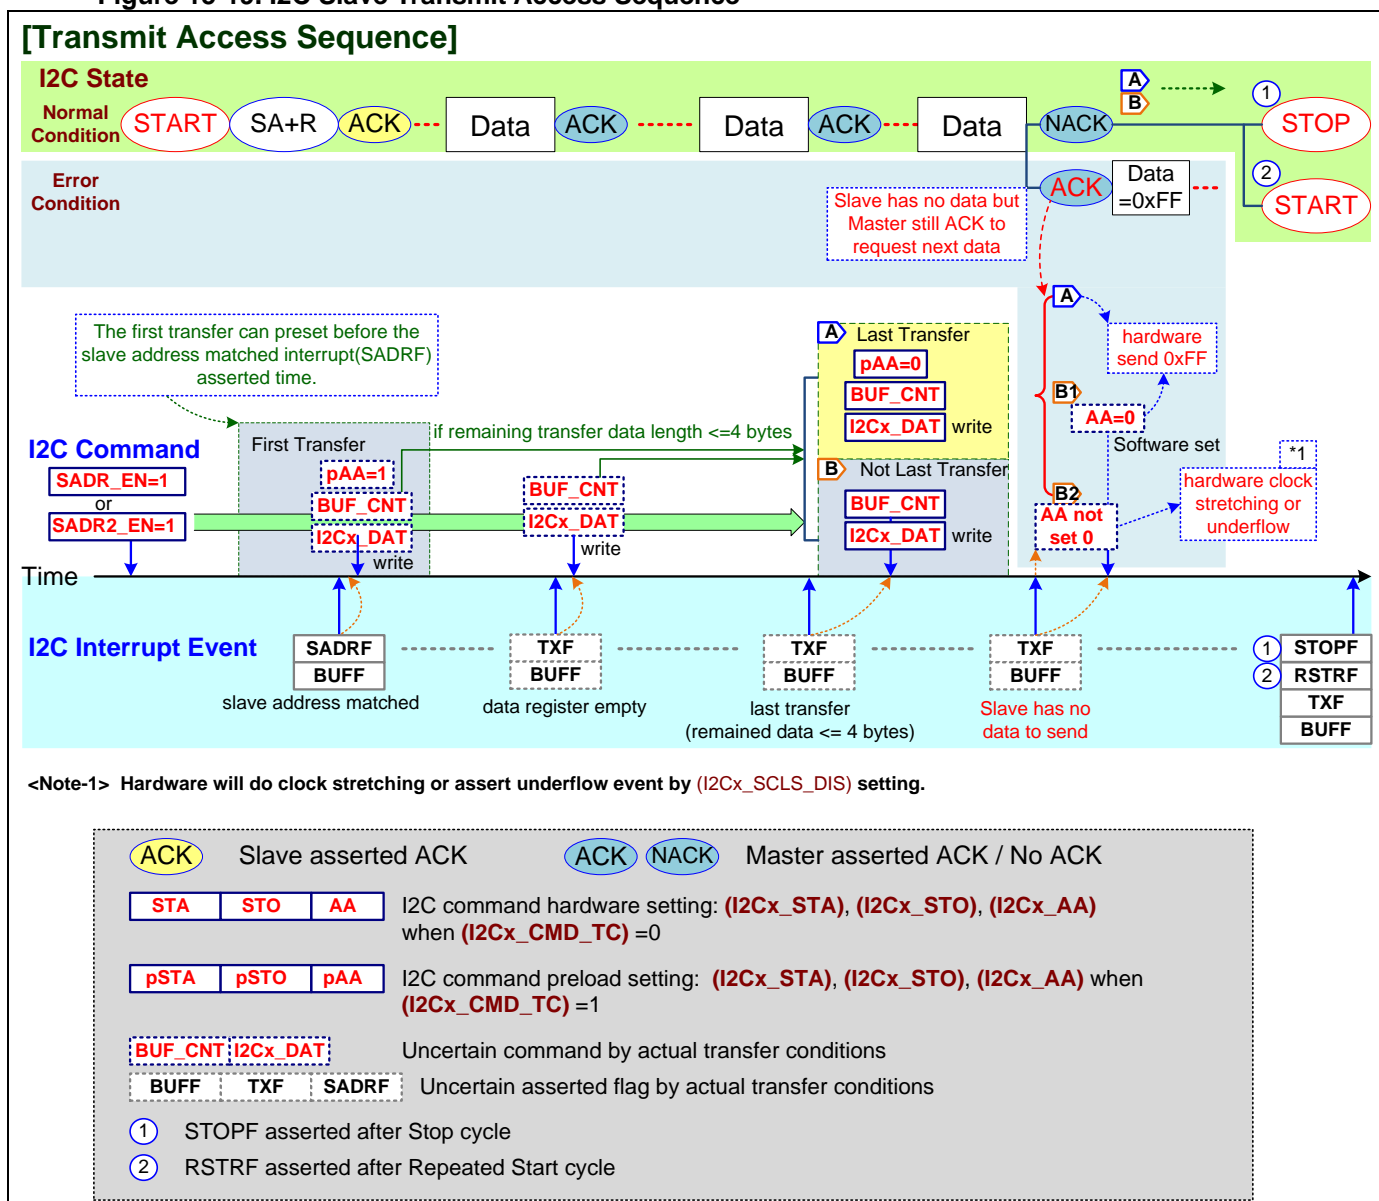 Figure 18-19. I2C Slave Transmit Access Sequence
[Transmit Access Sequence]
I2C State
Normal
Condition
START
SA+R
ACK
Data
ACK
Data
ACK
Data
NACK
A
B
1
STOP
Error
Condition
Slave has no data but
Master still ACK to
request next data
ACK
Data
=0xFF
2
START
The first transfer can preset before the
slave address matched interrupt(SADRF)
asserted time.
A
Last Transfer
pAA=0
BUF_CNT
I2Cx_DAT write
A
hardware
send 0xFF
B1
AA=0
Software set
I2C Command
SADR_EN=1
or
SADR2_EN=1
First Transfer
pAA=1
BUF_CNT
I2Cx_DAT
write
if remaining transfer data length <=4 bytes
BUF_CNT
I2Cx_DAT
write
B
Not Last Transfer
BUF_CNT
I2Cx_DAT write
B2
AA not
set 0
*1
hardware clock
stretching or
underflow
Time
I2C Interrupt Event
SADRF
BUFF
slave address matched
TXF
BUFF
data register empty
TXF
BUFF
last transfer
(remained data <= 4 bytes)
TXF
BUFF
Slave has no
data to send
1
STOPF
2
RSTRF
TXF
BUFF
<Note-1> Hardware will do clock stretching or assert underflow event by (I2Cx_SCLS_DIS) setting.
ACK Slave asserted ACK ACK NACK Master asserted ACK / No ACK
STA STO AA I2C command hardware setting: (I2Cx_STA), (I2Cx_STO), (I2Cx_AA)
when (I2Cx_CMD_TC) =0
pSTA pSTO pAA I2C command preload setting: (I2Cx_STA), (I2Cx_STO), (I2Cx_AA) when
(I2Cx_CMD_TC) =1
BUF_CNT I2Cx_DAT Uncertain command by actual transfer conditions
BUFF TXF SADRF Uncertain asserted flag by actual transfer conditions
1 STOPF asserted after Stop cycle
2 RSTRF asserted after Repeated Start cycle